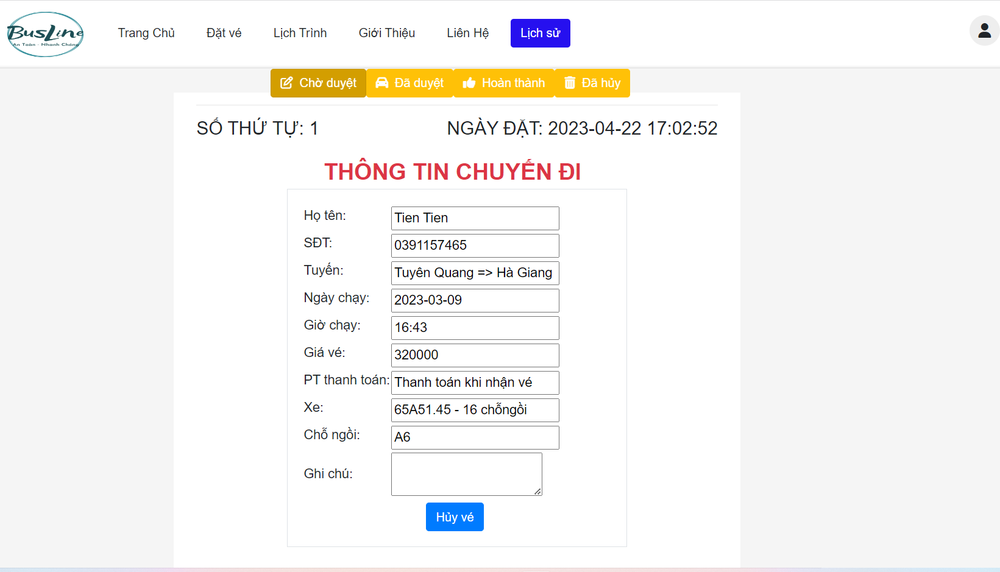 BusLine
An Toàn - Nhanh Chóng
Trang Chủ Đặt vé Lịch Trình Giới Thiệu Liên Hệ Lịch sử
Chờ duyệt Đã duyệt Hoàn thành Đã hủy
SỐ THỨ TỰ: 1 NGÀY ĐẶT: 2023-04-22 17:02:52
THÔNG TIN CHUYẾN ĐI
Họ tên: Tien Tien
SĐT: 0391157465
Tuyến: Tuyên Quang => Hà Giang
Ngày chạy: 2023-03-09
Giờ chạy: 16:43
Giá vé: 320000
PT thanh toán: Thanh toán khi nhận vé
Xe: 65A51.45 - 16 chỗngồi
Chỗ ngồi: A6
Ghi chú:
Hủy vé